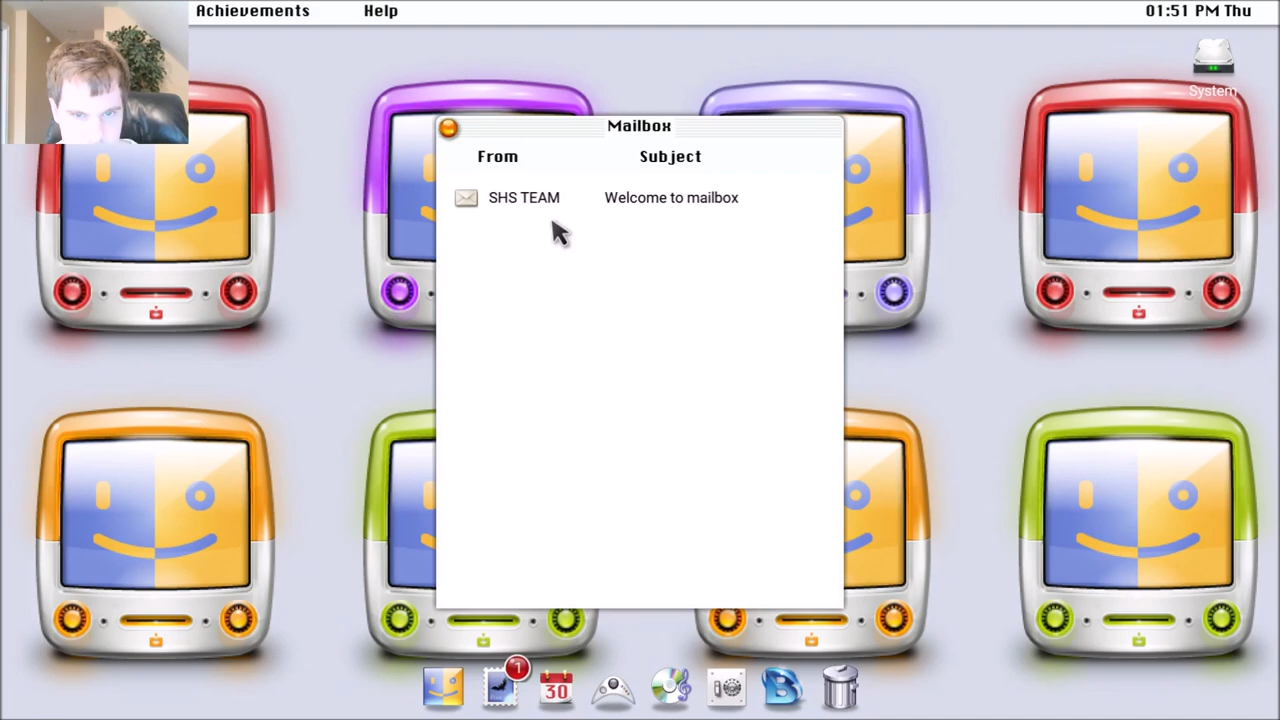 Achievements Help 01:51 PM Thu
System
Mailbox
From Subject
SHS TEAM Welcome to mailbox
1
30
B